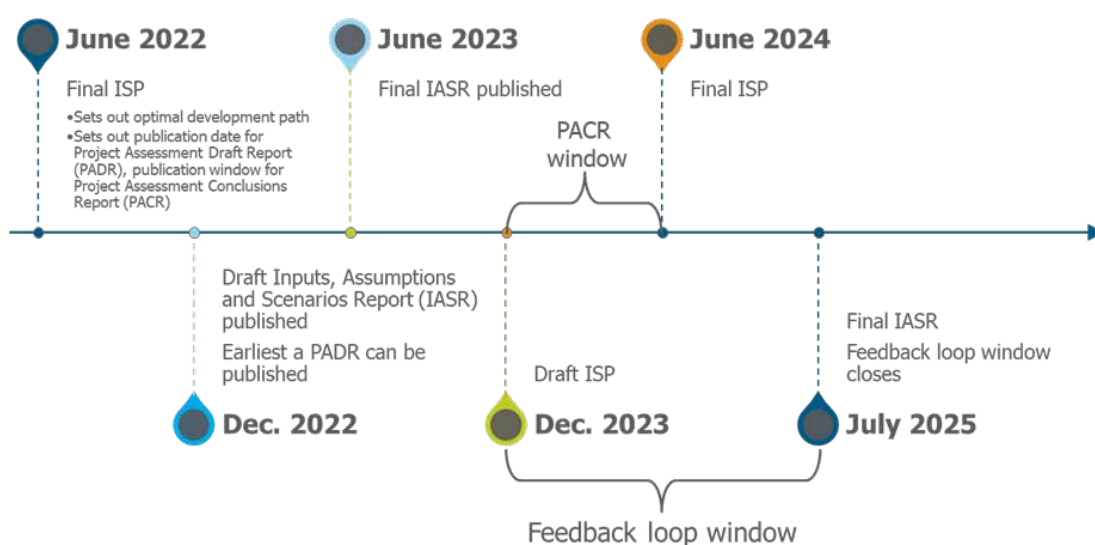 June 2022
Final ISP
•Sets out optimal development path
•Sets out publication date for
Project Assessment Draft Report
(PADR), publication window for
Project Assessment Conclusions
Report (PACR)
June 2023
Final IASR published
June 2024
Final ISP
PACR
window
Draft Inputs, Assumptions
and Scenarios Report (IASR)
published
Earliest a PADR can be
published
Dec. 2022
Draft ISP
Dec. 2023
Final IASR
Feedback loop window
closes
July 2025
Feedback loop window